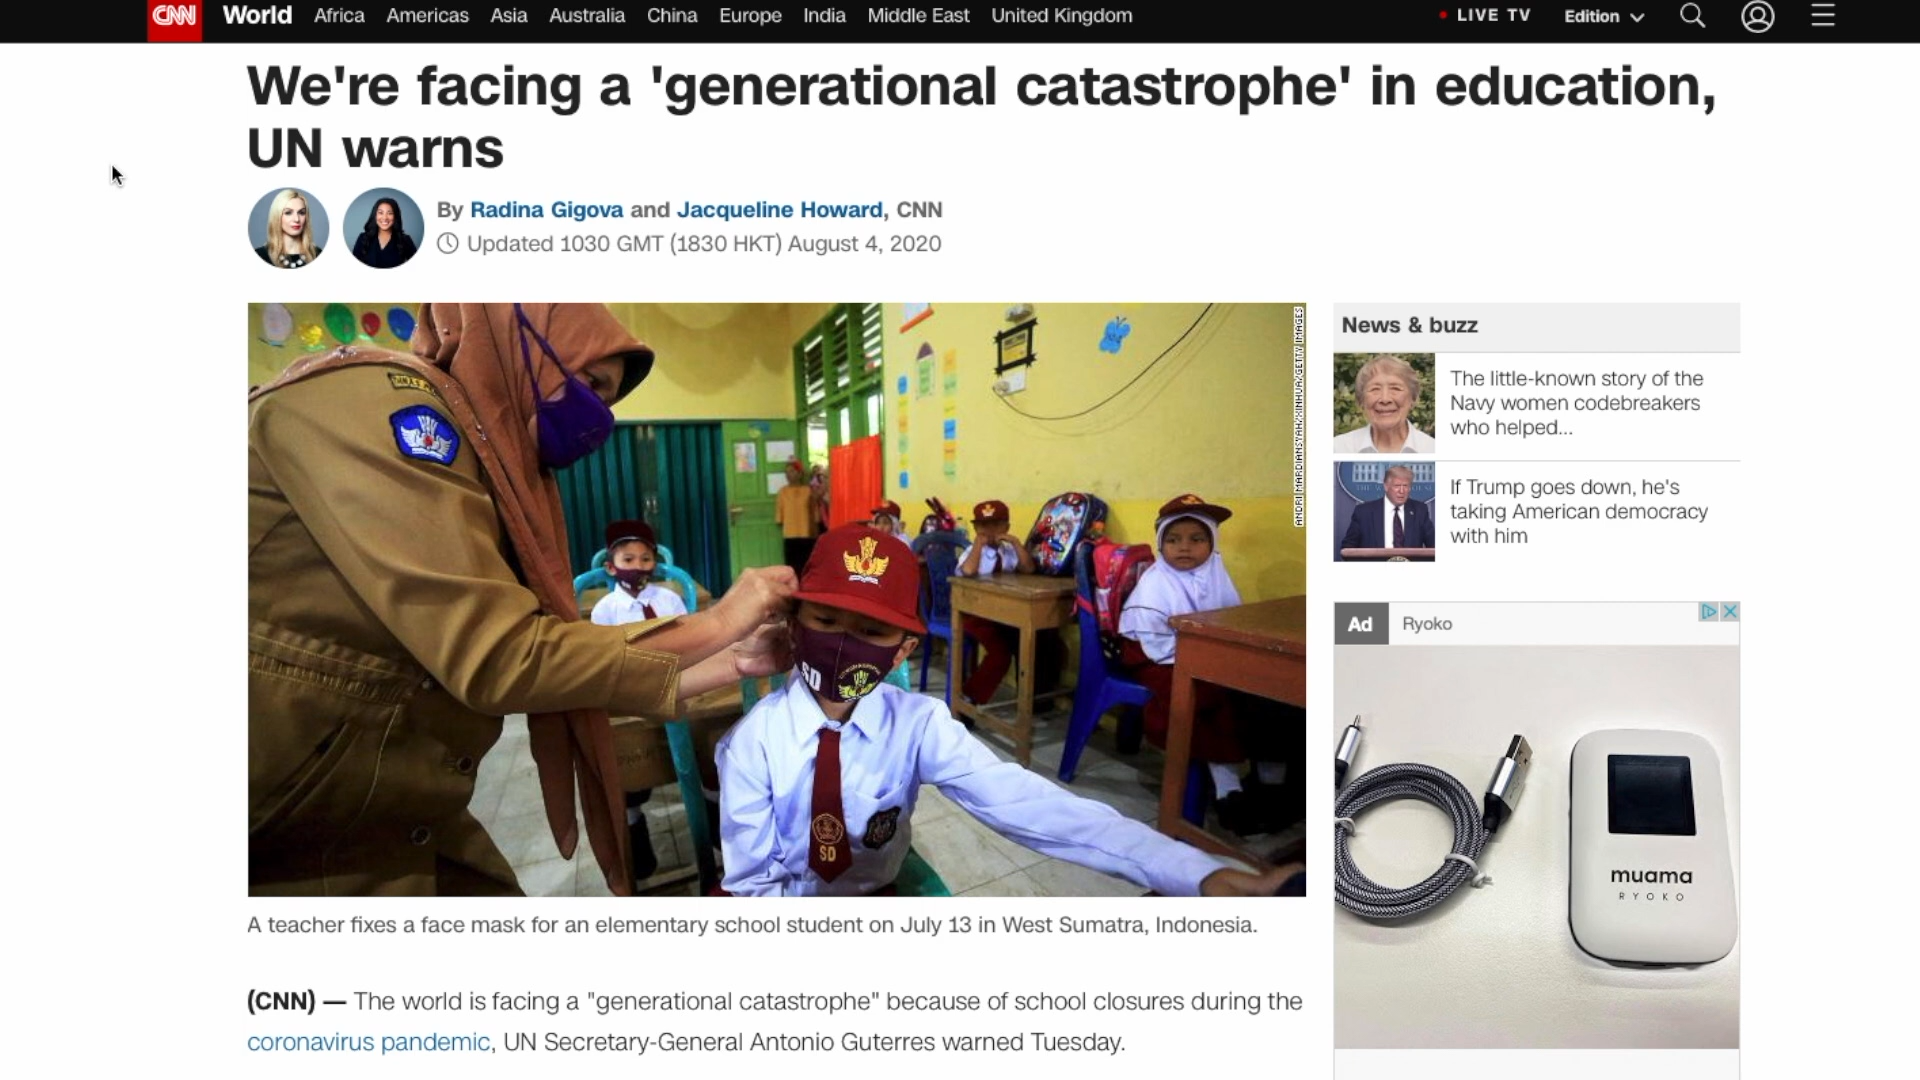 CNN World Africa Americas Asia Australia China Europe India Middle East United Kingdom LIVE TV Edition
We're facing a 'generational catastrophe' in education,
UN warns
By Radina Gigova and Jacqueline Howard, CNN
Updated 1030 GMT (1830 HKT) August 4, 2020
ANDRI MARDIANSYAH/XINHUA/GETTY IMAGES
SD
SD
A teacher fixes a face mask for an elementary school student on July 13 in West Sumatra, Indonesia.
(CNN) — The world is facing a "generational catastrophe" because of school closures during the
coronavirus pandemic, UN Secretary-General Antonio Guterres warned Tuesday.
News & buzz
The little-known story of the
Navy women codebreakers
who helped...
If Trump goes down, he's
taking American democracy
with him
Ad Ryoko
muama
RYOKO